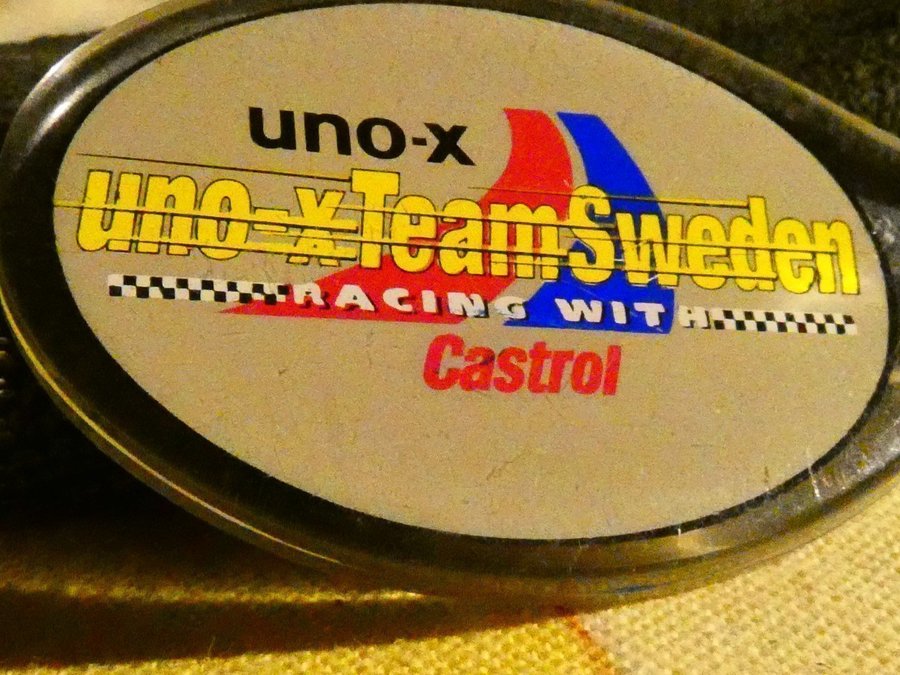 uno-x
uno-x Team Sweden
RACING WITH
Castrol